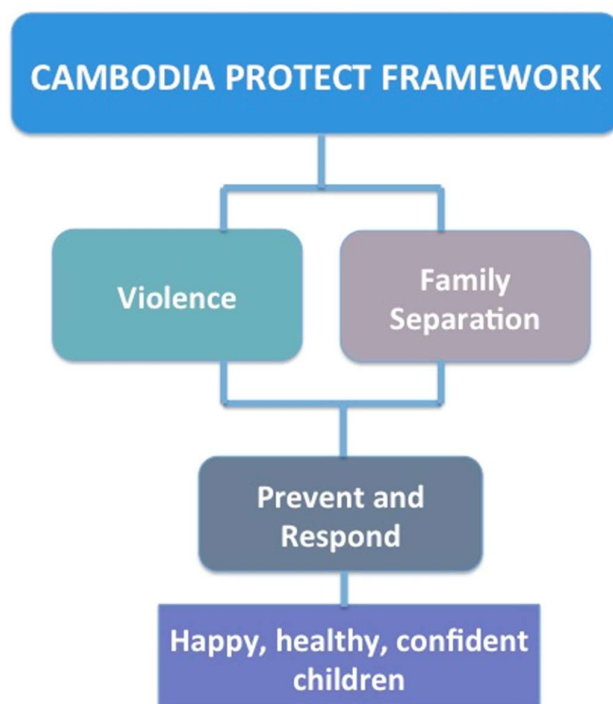 CAMBODIA PROTECT FRAMEWORK
Violence
Family
Separation
Prevent and
Respond
Happy, healthy, confident
children